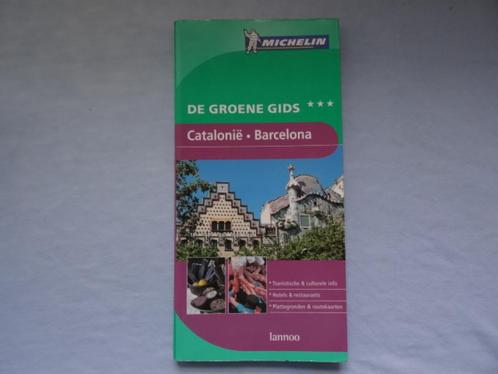 MICHELIN
DE GROENE GIDS ***
Catalonië • Barcelona
• Toeristische & culturele info
• Hotels & restaurants
• Plattegronden & routekaarten
lannoo